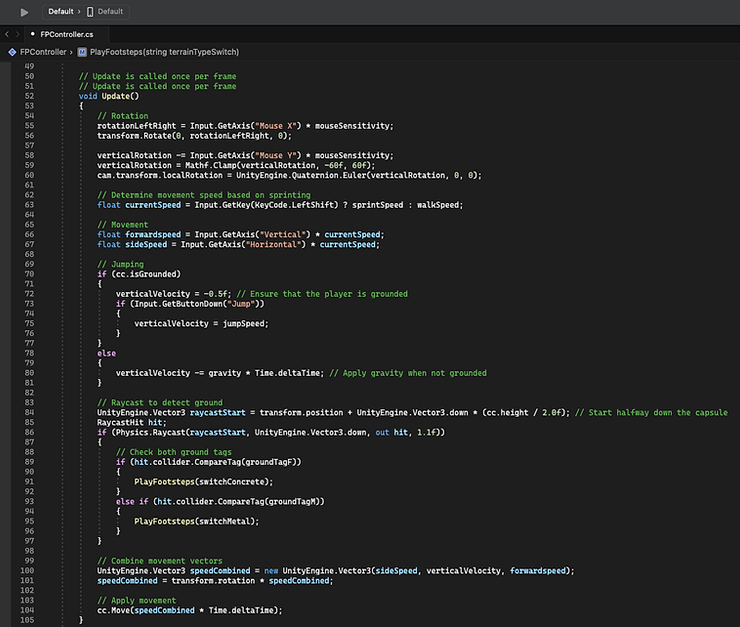 Default › Default
FPController.cs
FPController › M PlayFootsteps(string terrainTypeSwitch)
49
50 // Update is called once per frame
51 // Update is called once per frame
52 void Update()
53 {
54 // Rotation
55 rotationLeftRight = Input.GetAxis("Mouse X") * mouseSensitivity;
56 transform.Rotate(0, rotationLeftRight, 0);
57
58 verticalRotation -= Input.GetAxis("Mouse Y") * mouseSensitivity;
59 verticalRotation = Mathf.Clamp(verticalRotation, -60f, 60f);
60 cam.transform.localRotation = UnityEngine.Quaternion.Euler(verticalRotation, 0, 0);
61
62 // Determine movement speed based on sprinting
63 float currentSpeed = Input.GetKey(KeyCode.LeftShift) ? sprintSpeed : walkSpeed;
64
65 // Movement
66 float forwardspeed = Input.GetAxis("Vertical") * currentSpeed;
67 float sideSpeed = Input.GetAxis("Horizontal") * currentSpeed;
68
69 // Jumping
70 if (cc.isGrounded)
71 {
72 verticalVelocity = -0.5f; // Ensure that the player is grounded
73 if (Input.GetButtonDown("Jump"))
74 {
75 verticalVelocity = jumpSpeed;
76 }
77 }
78 else
79 {
80 verticalVelocity -= gravity * Time.deltaTime; // Apply gravity when not grounded
81 }
82
83 // Raycast to detect ground
84 UnityEngine.Vector3 raycastStart = transform.position + UnityEngine.Vector3.down * (cc.height / 2.0f); // Start halfway down the capsule
85 RaycastHit hit;
86 if (Physics.Raycast(raycastStart, UnityEngine.Vector3.down, out hit, 1.1f))
87 {
88 // Check both ground tags
89 if (hit.collider.CompareTag(groundTagF))
90 {
91 PlayFootsteps(switchConcrete);
92 }
93 else if (hit.collider.CompareTag(groundTagM))
94 {
95 PlayFootsteps(switchMetal);
96 }
97 }
98
99 // Combine movement vectors
100 UnityEngine.Vector3 speedCombined = new UnityEngine.Vector3(sideSpeed, verticalVelocity, forwardspeed);
101 speedCombined = transform.rotation * speedCombined;
102
103 // Apply movement
104 cc.Move(speedCombined * Time.deltaTime);
105 }